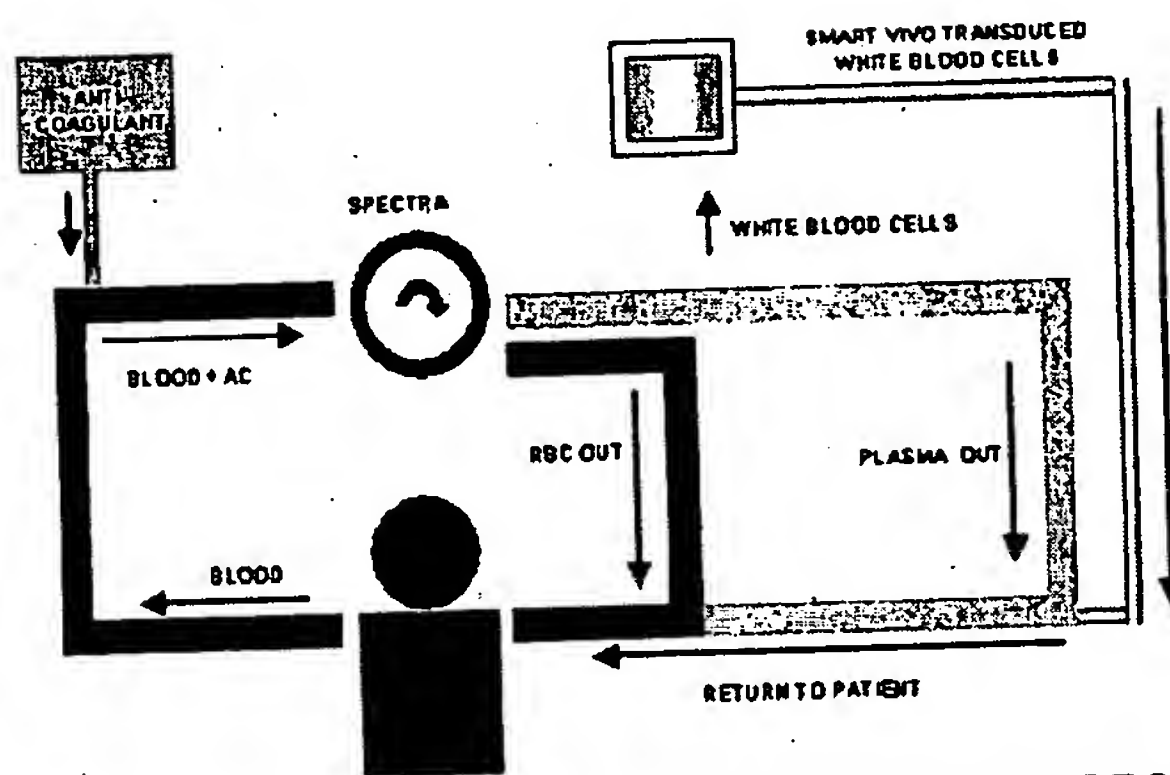 SMART VIVO TRANSDUCED
WHITE BLOOD CELLS
ANTI
COAGULANT
SPECTRA
WHITE BLOOD CELLS
BLOOD + AC
RBC OUT
PLASMA OUT
BLOOD
RETURN TO PATIENT